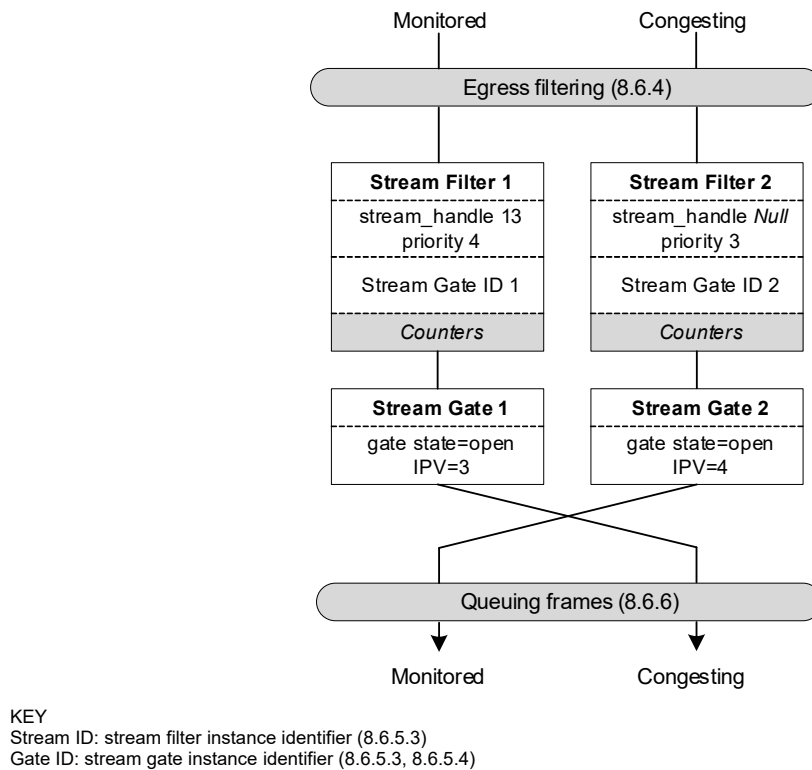 Monitored Congesting
Egress filtering (8.6.4)
Stream Filter 1
stream_handle 13
priority 4
Stream Gate ID 1
Counters
Stream Filter 2
stream_handle Null
priority 3
Stream Gate ID 2
Counters
Stream Gate 1
gate state=open
IPV=3
Stream Gate 2
gate state=open
IPV=4
Queuing frames (8.6.6)
Monitored Congesting
KEY
Stream ID: stream filter instance identifier (8.6.5.3)
Gate ID: stream gate instance identifier (8.6.5.3, 8.6.5.4)